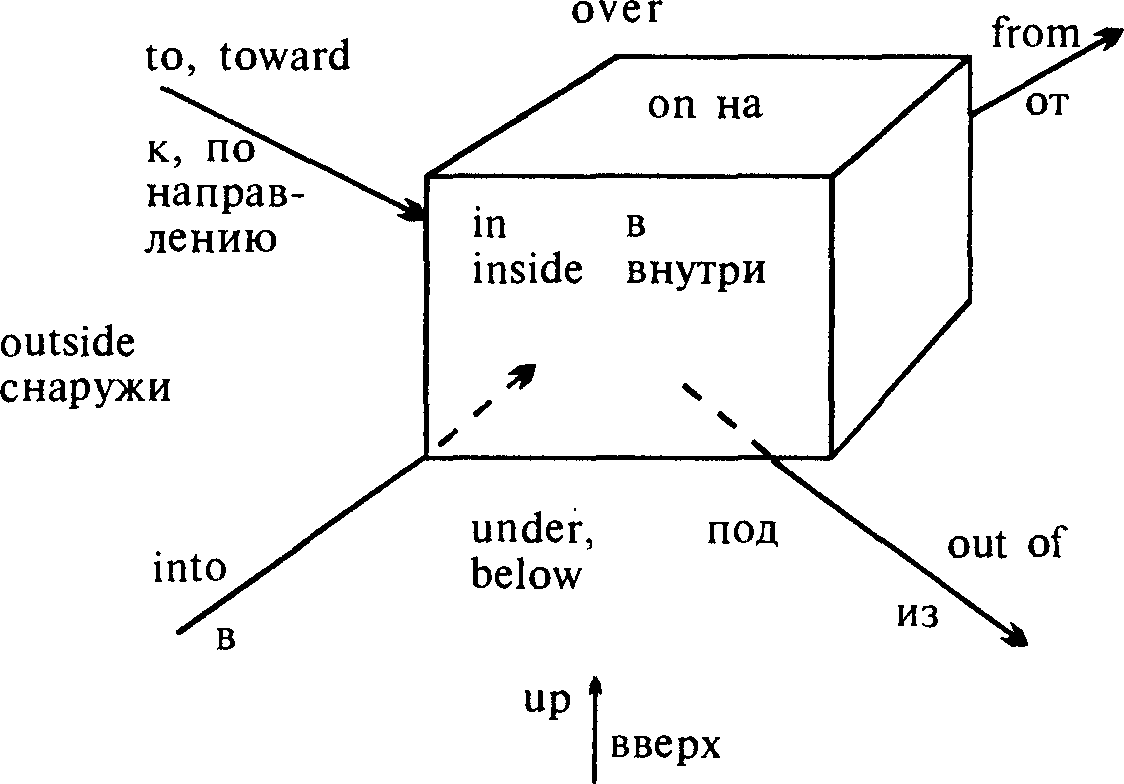 over
to, toward
from
on на
от
к, по
направ-
лению
in в
inside внутри
outside
снаружи
under, под
below
out of
into
из
в
up
вверх